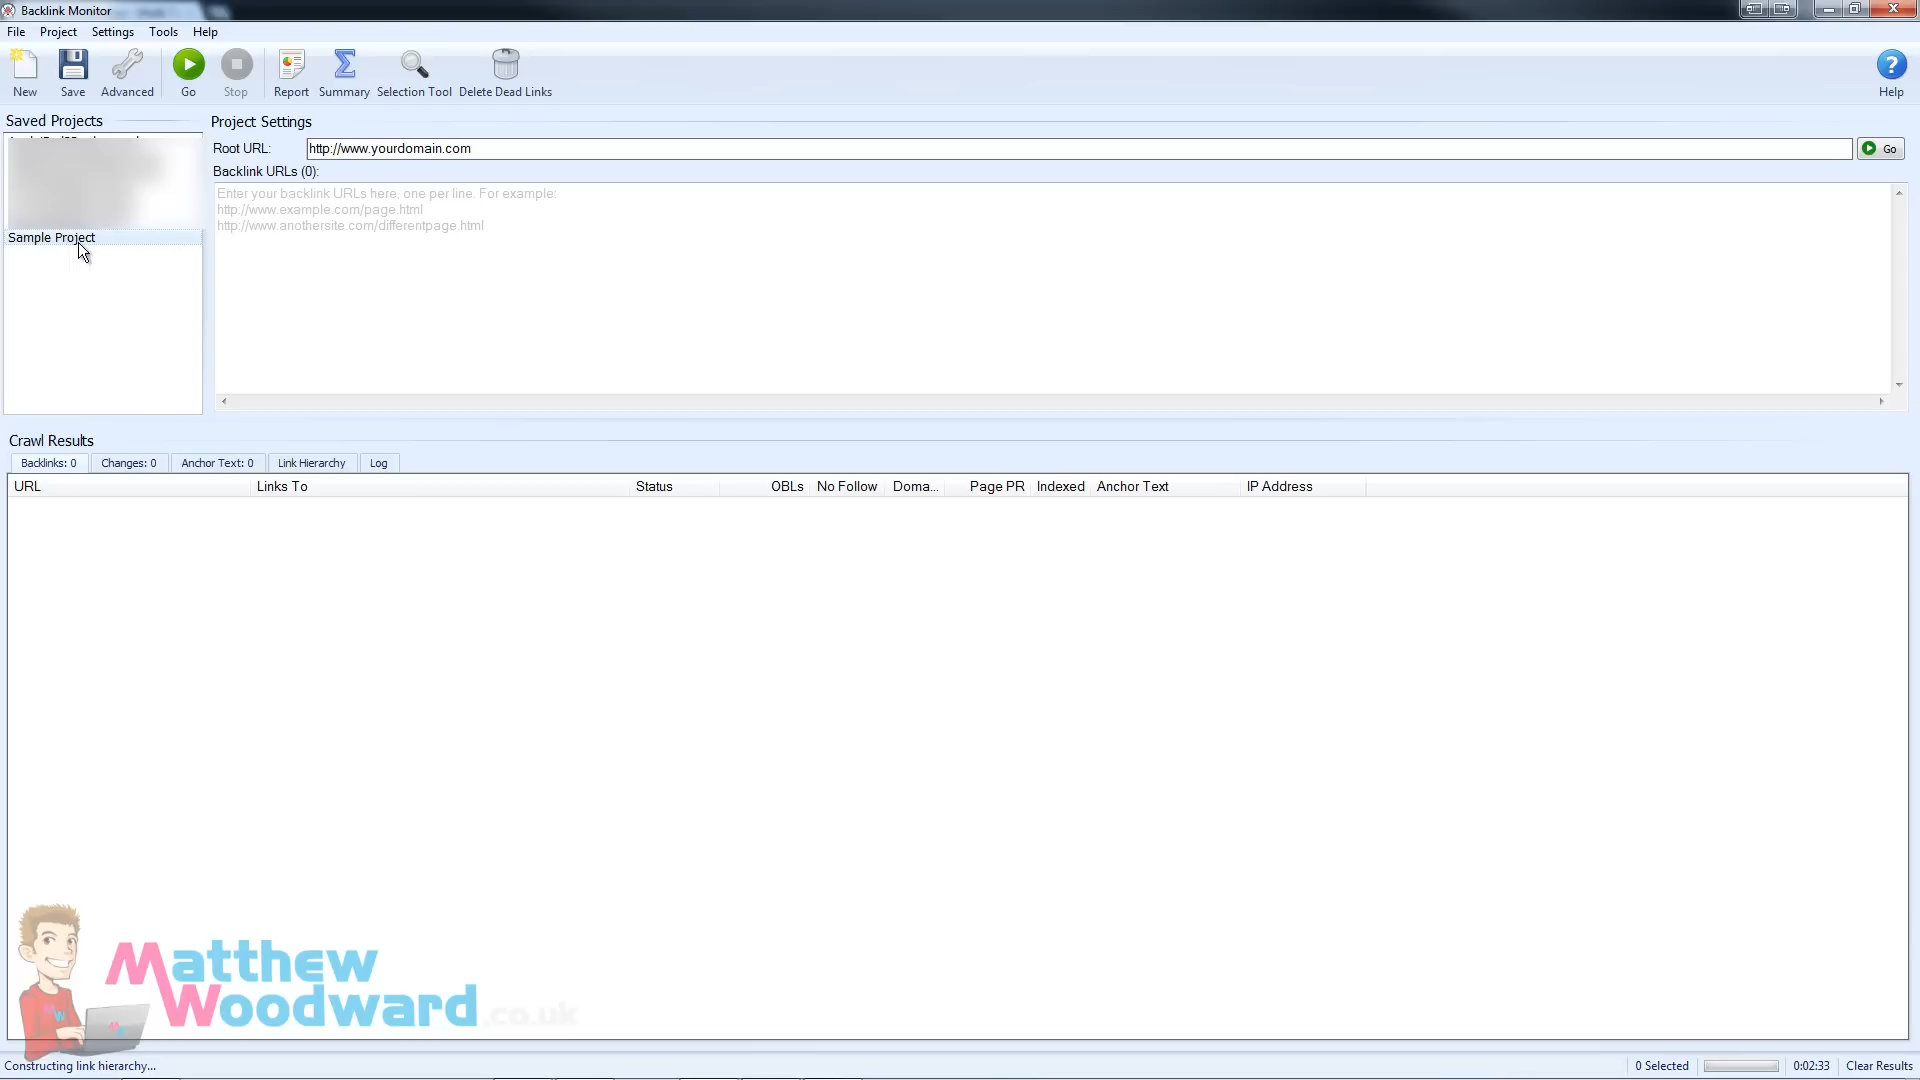 Backlink Monitor
File Project Settings Tools Help
New Save Advanced Go Stop Report Summary Selection Tool Delete Dead Links Help
Saved Projects
Sample Project
Project Settings
Root URL: http://www.yourdomain.com Go
Backlink URLs (0):
Enter your backlink URLs here, one per line. For example:
http://www.example.com/page.html
http://www.anothersite.com/differentpage.html
Crawl Results
Backlinks: 0 Changes: 0 Anchor Text: 0 Link Hierarchy Log
URL Links To Status OBLs No Follow Doma... Page PR Indexed Anchor Text IP Address
MW
Matthew
Woodward.co.uk
Constructing link hierarchy... 0 Selected 0:02:33 Clear Results